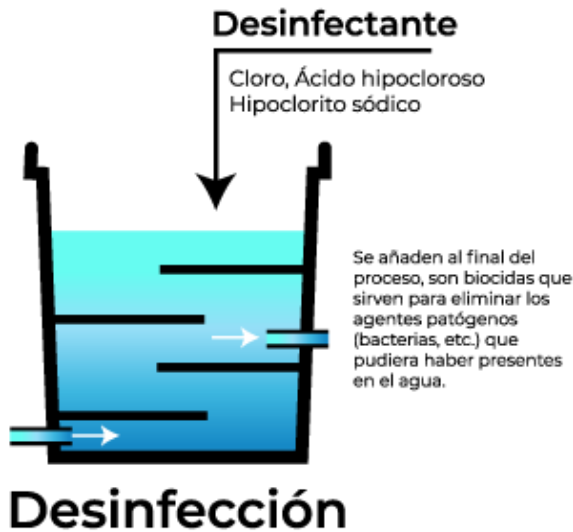 Desinfectante
Cloro, Ácido hipocloroso
Hipoclorito sódico
Se añaden al final del
proceso, son biocidas que
sirven para eliminar los
agentes patógenos
(bacterias, etc.) que
pudiera haber presentes
en el agua.
Desinfección